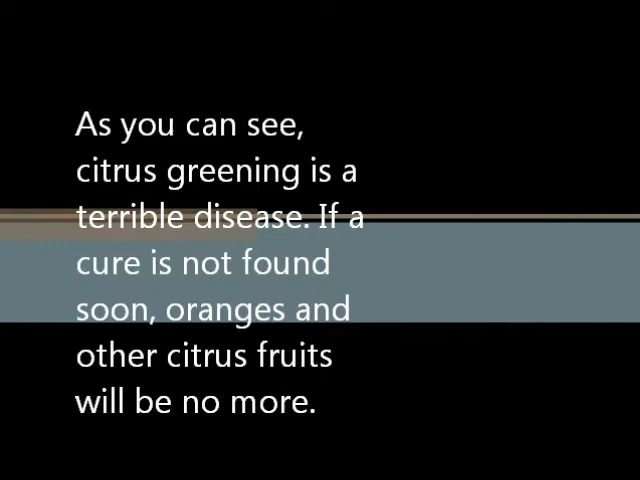 As you can see,
citrus greening is a
terrible disease. If a
cure is not found
soon, oranges and
other citrus fruits
will be no more.